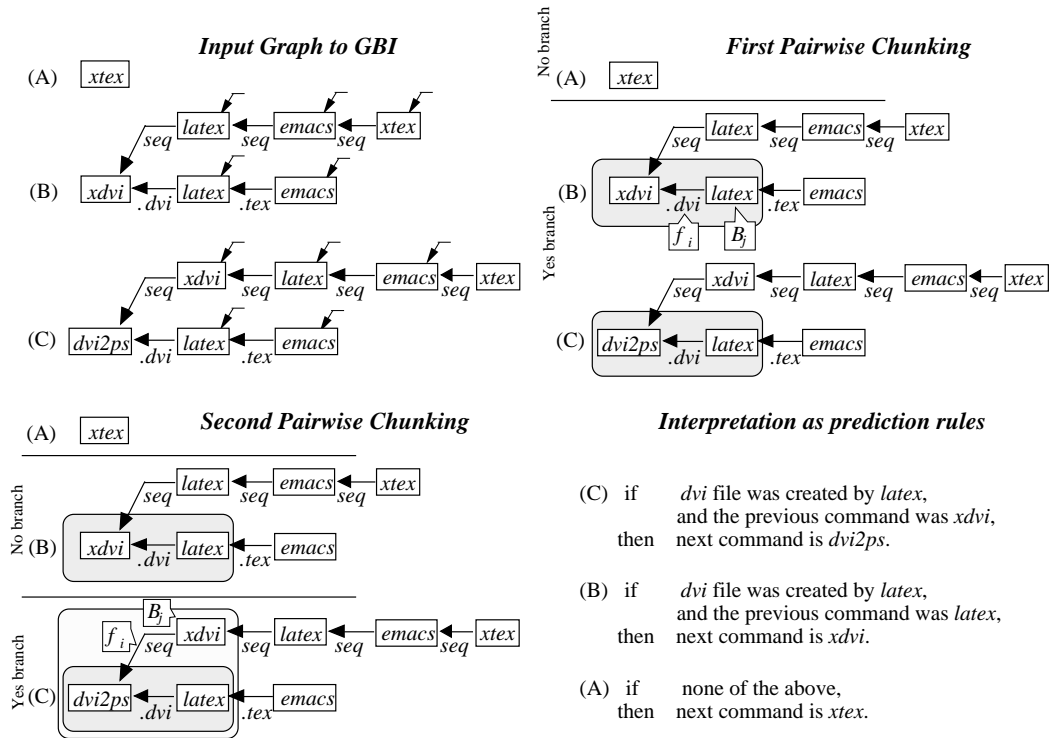 Input Graph to GBI
(A) xtex
latex seq emacs seq xtex
seq
(B) xdvi .dvi latex .tex emacs
xdvi seq latex seq emacs seq xtex
seq
(C) dvi2ps .dvi latex .tex emacs
First Pairwise Chunking
No branch
(A) xtex
Yes branch
latex seq emacs seq xtex
seq
(B) xdvi .dvi latex .tex emacs
f i B j
xdvi seq latex seq emacs seq xtex
seq
(C) dvi2ps .dvi latex .tex emacs
Second Pairwise Chunking
(A) xtex
No branch
latex seq emacs seq xtex
seq
(B) xdvi .dvi latex .tex emacs
Yes branch
B j
f i
xdvi seq latex seq emacs seq xtex
seq
(C) dvi2ps .dvi latex .tex emacs
Interpretation as prediction rules
(C) if dvi file was created by latex,
and the previous command was xdvi,
then next command is dvi2ps.
(B) if dvi file was created by latex,
and the previous command was latex,
then next command is xdvi.
(A) if none of the above,
then next command is xtex.